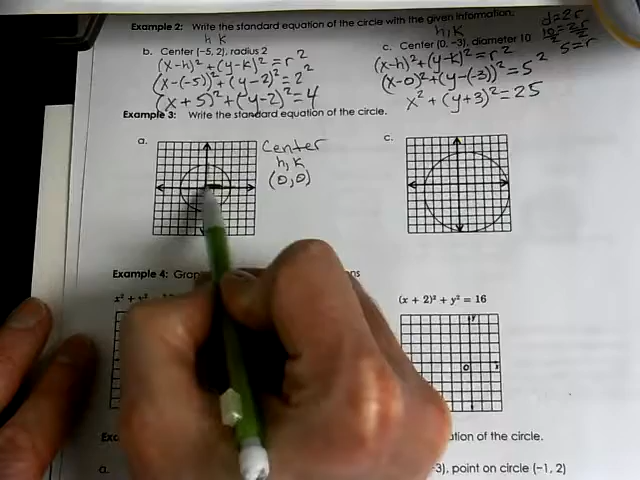 Example 2: Write the standard equation of the circle with the given information.
h k
b. Center (-5, 2), radius 2
(x-h)²+(y-k)²=r²
(x-(-5))²+(y-2)²=2²
(x+5)²+(y-2)²=4
h, k
c. Center (0, -3), diameter 10
(x-h)²+(y-k)²=r²
(x-0)²+(y-(-3))²=5²
x²+(y+3)²=25
d=2r
5=r
Example 3: Write the standard equation of the circle.
a.
Center
h, k
(0,0)
c.
Example 4:
(x + 2)² + y² = 16
y
0
x
ation of the circle.
a.
-3), point on circle (-1, 2)